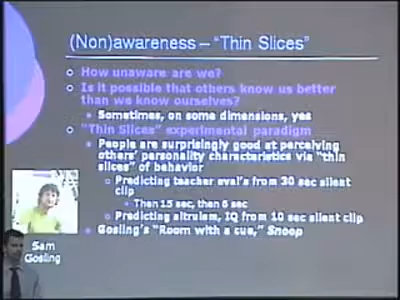 (Non)awareness – "Thin Slices"
How unaware are we?
Is it possible that others know us better
than we know ourselves?
Sometimes, on some dimensions, yes
"Thin Slices" experimental paradigm
People are surprisingly good at perceiving
others' personality characteristics via "thin
slices" of behavior
Predicting teacher eval's from 30 sec silent
clip
Then 15 sec, then 6 sec
Predicting altruism, IQ from 10 sec silent clip
Gosling's "Room with a cue," Snoop
Sam
Gosling